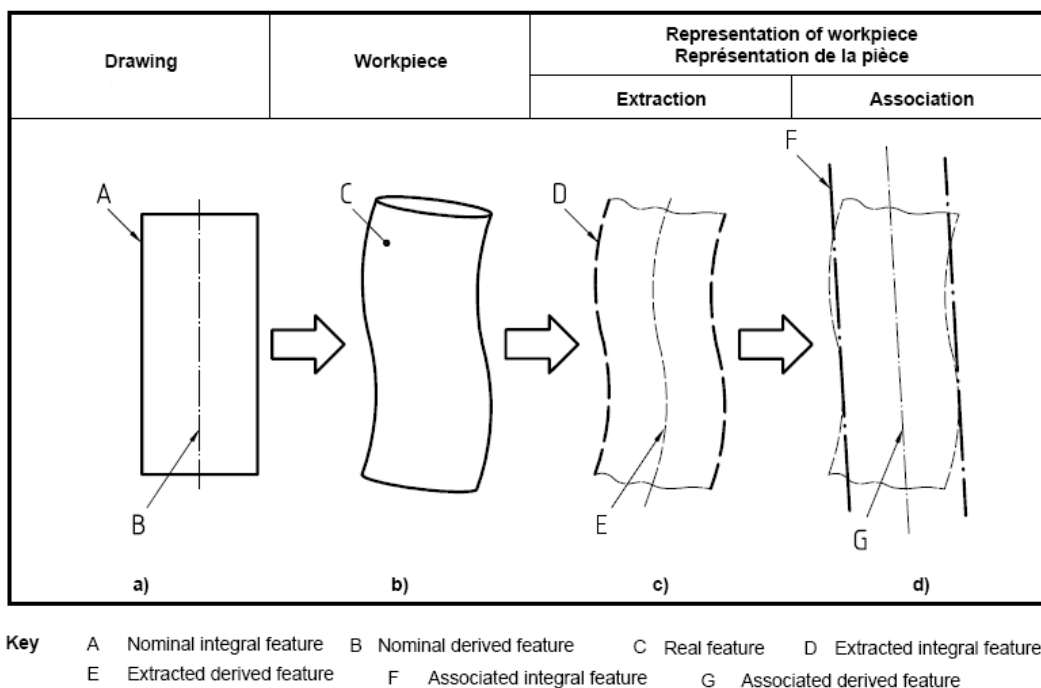 Drawing
Workpiece
Representation of workpiece
Représentation de la pièce
Extraction
Association
A
B
C
D
E
F
G
a)
b)
c)
d)
Key A Nominal integral feature B Nominal derived feature C Real feature D Extracted integral feature
E Extracted derived feature F Associated integral feature G Associated derived feature